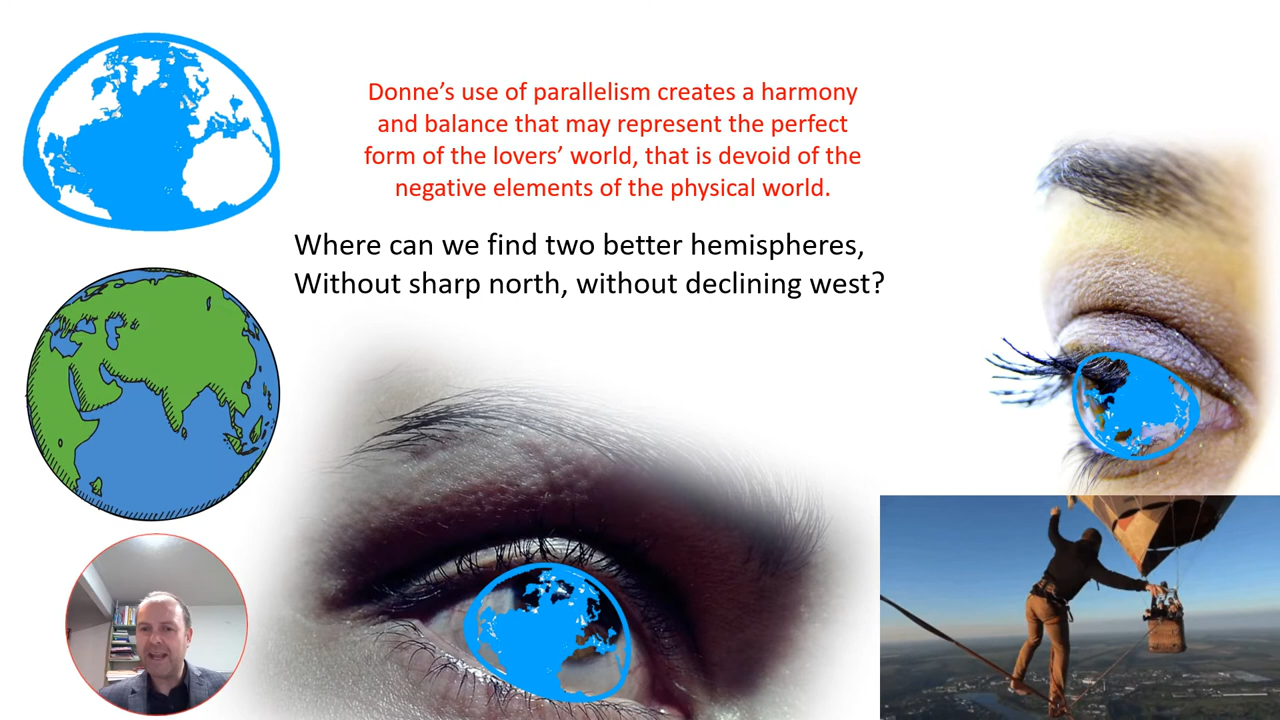 Donne’s use of parallelism creates a harmony
and balance that may represent the perfect
form of the lovers’ world, that is devoid of the
negative elements of the physical world.
Where can we find two better hemispheres,
Without sharp north, without declining west?